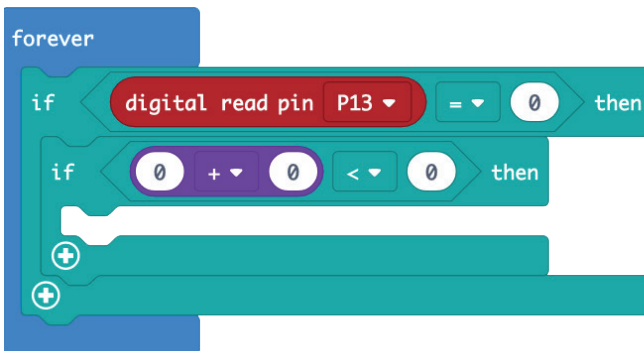 forever
if digital read pin P13 = 0 then
if 0 + 0 < 0 then